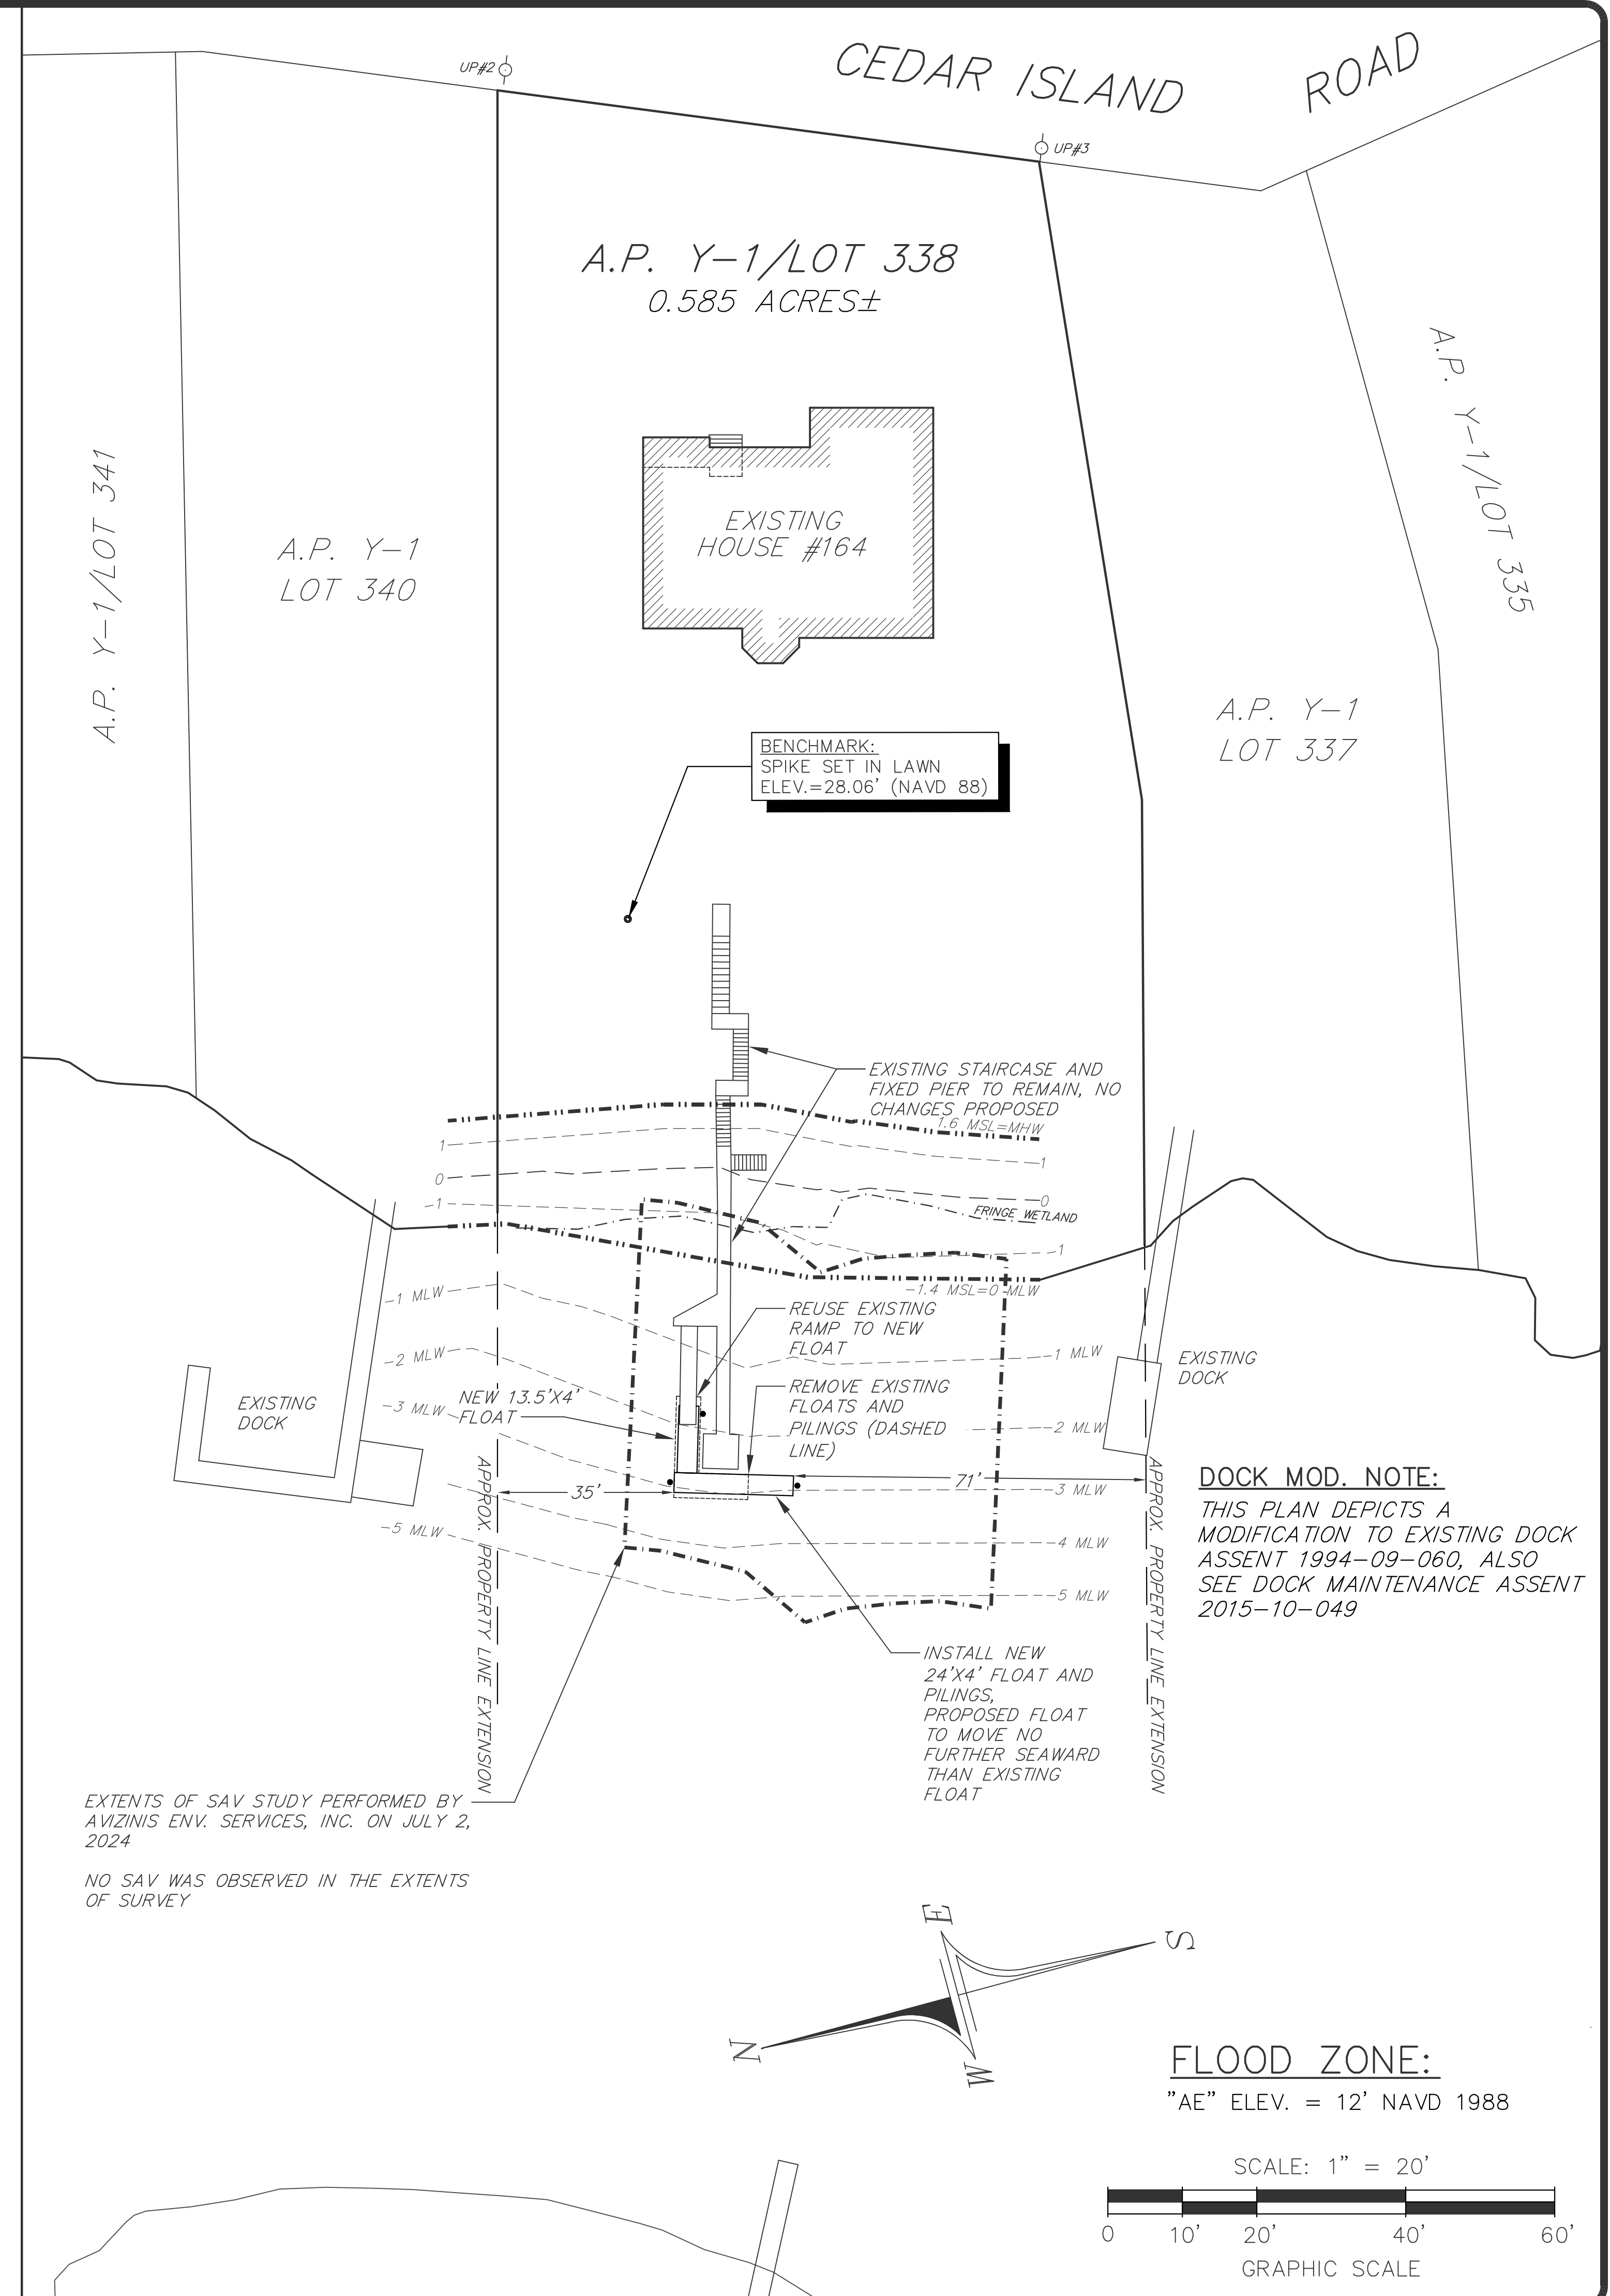 CEDAR ISLAND ROAD
UP#2
UP#3
A.P. Y-1/LOT 338
0.585 ACRES±
A.P. Y-1/LOT 341
A.P. Y-1
LOT 340
EXISTING
HOUSE #164
A.P. Y-1/LOT 335
A.P. Y-1
LOT 337
BENCHMARK:
SPIKE SET IN LAWN
ELEV.=28.06' (NAVD 88)
EXISTING STAIRCASE AND
FIXED PIER TO REMAIN, NO
CHANGES PROPOSED
1.6 MSL=MHW
1
1
0
0
-1
-1
FRINGE WETLAND
-1.4 MSL=0 MLW
-1 MLW
-2 MLW
-3 MLW
-5 MLW
REUSE EXISTING
RAMP TO NEW
FLOAT
-1 MLW
EXISTING
DOCK
REMOVE EXISTING
FLOATS AND
PILINGS (DASHED
LINE)
-2 MLW
NEW 13.5'X4'
FLOAT
EXISTING
DOCK
35'
71'
-3 MLW
-4 MLW
-5 MLW
APPROX. PROPERTY LINE EXTENSION
APPROX. PROPERTY LINE EXTENSION
DOCK MOD. NOTE:
THIS PLAN DEPICTS A
MODIFICATION TO EXISTING DOCK
ASSENT 1994-09-060, ALSO
SEE DOCK MAINTENANCE ASSENT
2015-10-049
INSTALL NEW
24'X4' FLOAT AND
PILINGS,
PROPOSED FLOAT
TO MOVE NO
FURTHER SEAWARD
THAN EXISTING
FLOAT
EXTENTS OF SAV STUDY PERFORMED BY
AVIZINIS ENV. SERVICES, INC. ON JULY 2,
2024
NO SAV WAS OBSERVED IN THE EXTENTS
OF SURVEY
E
S
N
W
FLOOD ZONE:
"AE" ELEV. = 12' NAVD 1988
SCALE: 1" = 20'
0 10' 20' 40' 60'
GRAPHIC SCALE